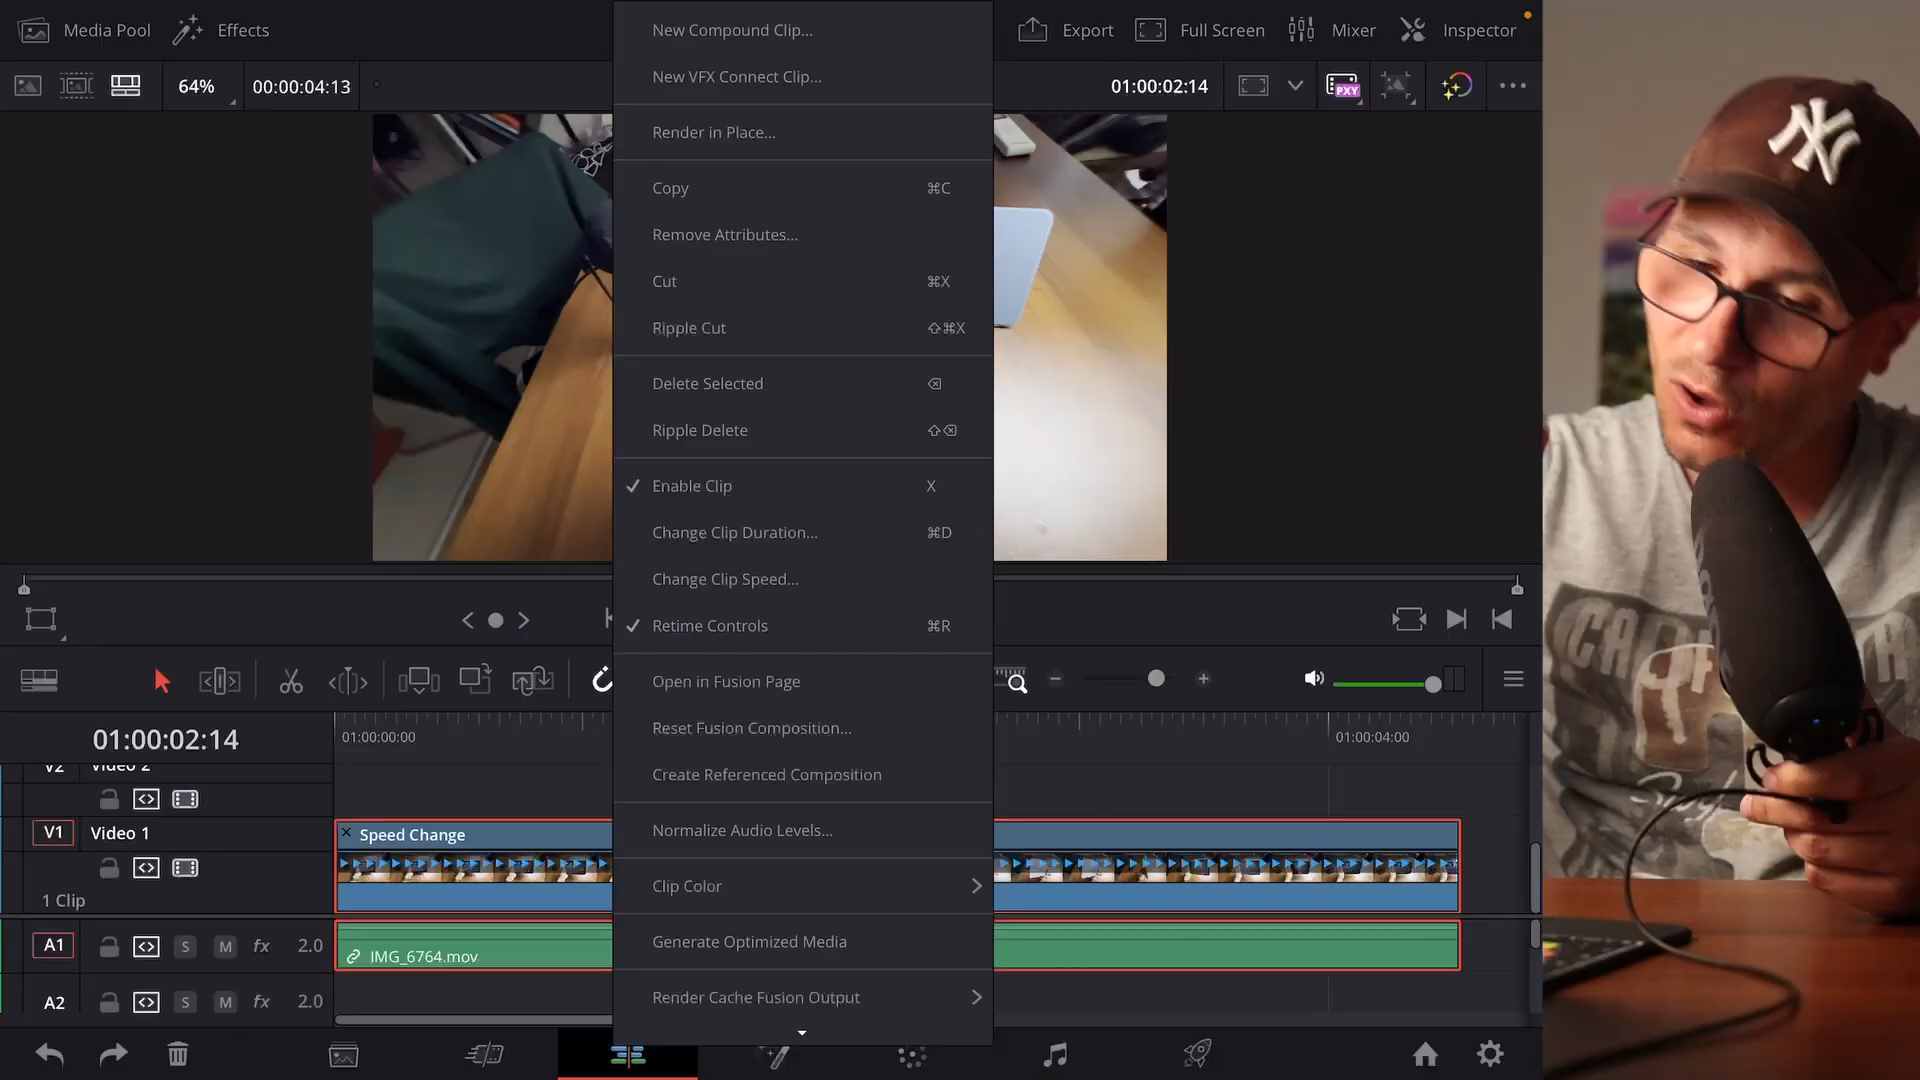 Media Pool
Effects
Export
Full Screen
Mixer
Inspector
64%
00:00:04:13
01:00:02:14
PXY
New Compound Clip...
New VFX Connect Clip...
Render in Place...
Copy ⌘C
Remove Attributes...
Cut ⌘X
Ripple Cut ⇧⌘X
Delete Selected ⌫
Ripple Delete ⇧⌫
✓ Enable Clip X
Change Clip Duration... ⌘D
Change Clip Speed...
✓ Retime Controls ⌘R
Open in Fusion Page
Reset Fusion Composition...
Create Referenced Composition
Normalize Audio Levels...
Clip Color
Generate Optimized Media
Render Cache Fusion Output
01:00:02:14
01:00:00:00
01:00:04:00
V2 Video 2
V1 Video 1
1 Clip
Speed Change
A1 S M fx 2.0
IMG_6764.mov
A2 S M fx 2.0
NY